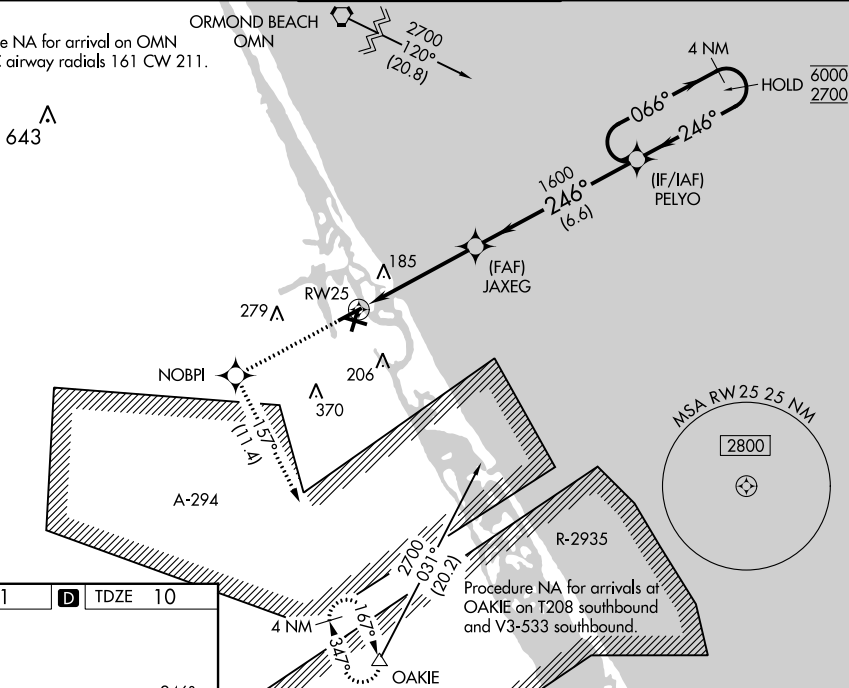 ORMOND BEACH
OMN
e NA for arrival on OMN
airway radials 161 CW 211.
2700
120°
(20.8)
4 NM
HOLD
6000
2700
066°
246°
643
(IF/IAF)
PELYO
1600
246°
(6.6)
(FAF)
JAXEG
185
RW25
279
206
NOBPI
370
157°
(11.4)
MSA RW25 25 NM
2800
A-294
R-2935
2700
031°
(20.2)
Procedure NA for arrivals at
OAKIE on T208 southbound
and V3-533 southbound.
1
D
TDZE 10
4 NM
167°
347°
OAKIE